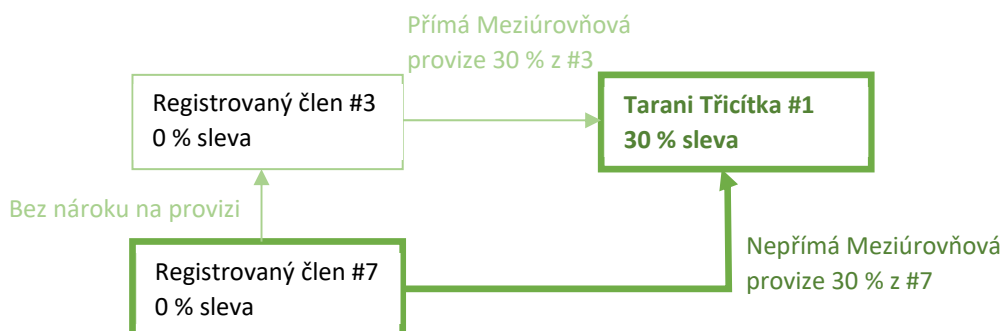 Přímá Meziúrovňová
provize 30 % z #3
Registrovaný člen #3
0 % sleva
Tarani Třicítka #1
30 % sleva
Bez nároku na provizi
Registrovaný člen #7
0 % sleva
Nepřímá Meziúrovňová
provize 30 % z #7